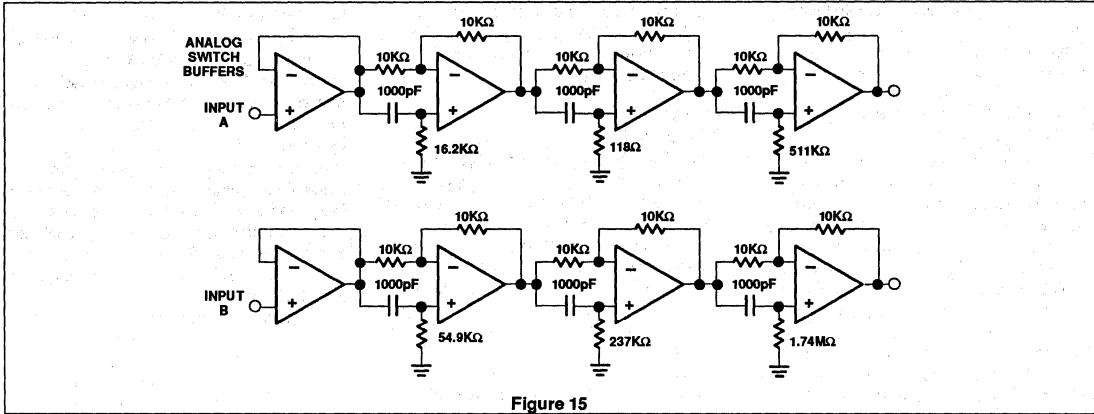 10KΩ 10KΩ 10KΩ
ANALOG
SWITCH
BUFFERS
10KΩ 10KΩ 10KΩ
1000pF 1000pF 1000pF
INPUT
A
16.2KΩ 118Ω 511KΩ
10KΩ 10KΩ 10KΩ
10KΩ 10KΩ 10KΩ
1000pF 1000pF 1000pF
INPUT
B
54.9KΩ 237KΩ 1.74MΩ
Figure 15